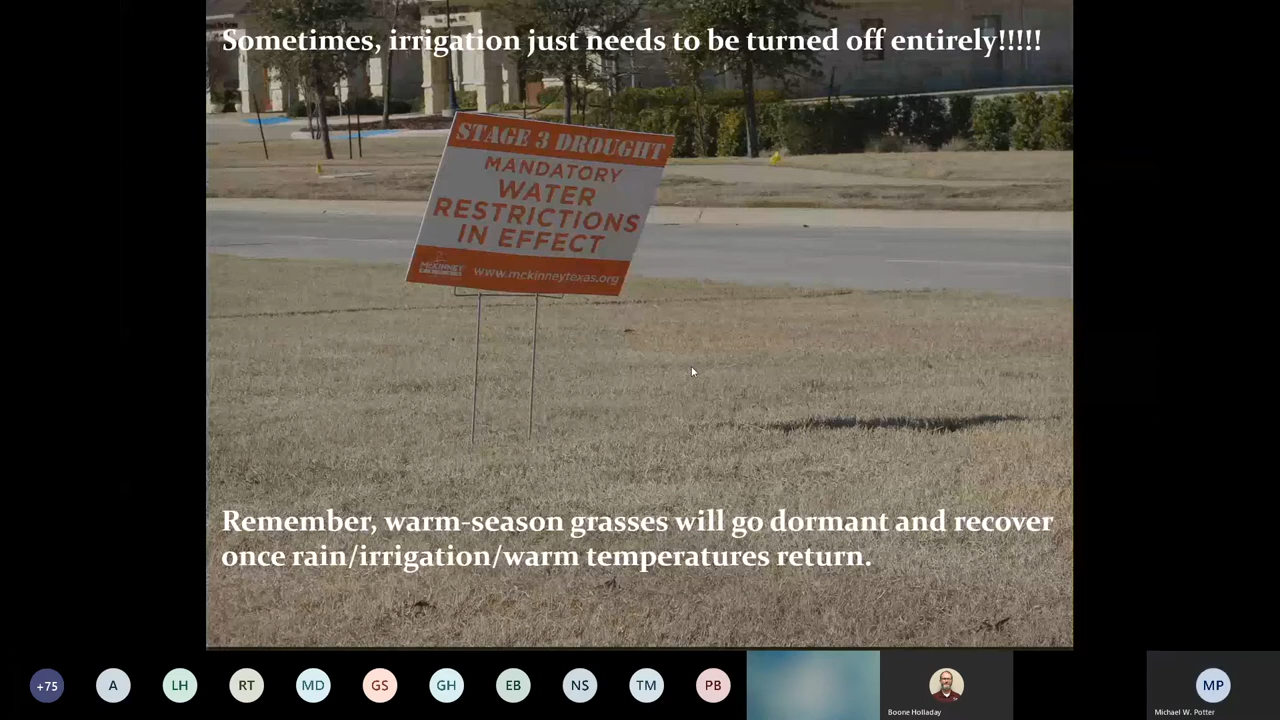 Sometimes, irrigation just needs to be turned off entirely!!!!!
STAGE 3 DROUGHT
MANDATORY
WATER
RESTRICTIONS
IN EFFECT
McKINNEY
www.mckinneytexas.org
Remember, warm-season grasses will go dormant and recover
once rain/irrigation/warm temperatures return.
+75
A
LH
RT
MD
GS
GH
EB
NS
TM
PB
MP
Boone Holladay
Michael W. Potter